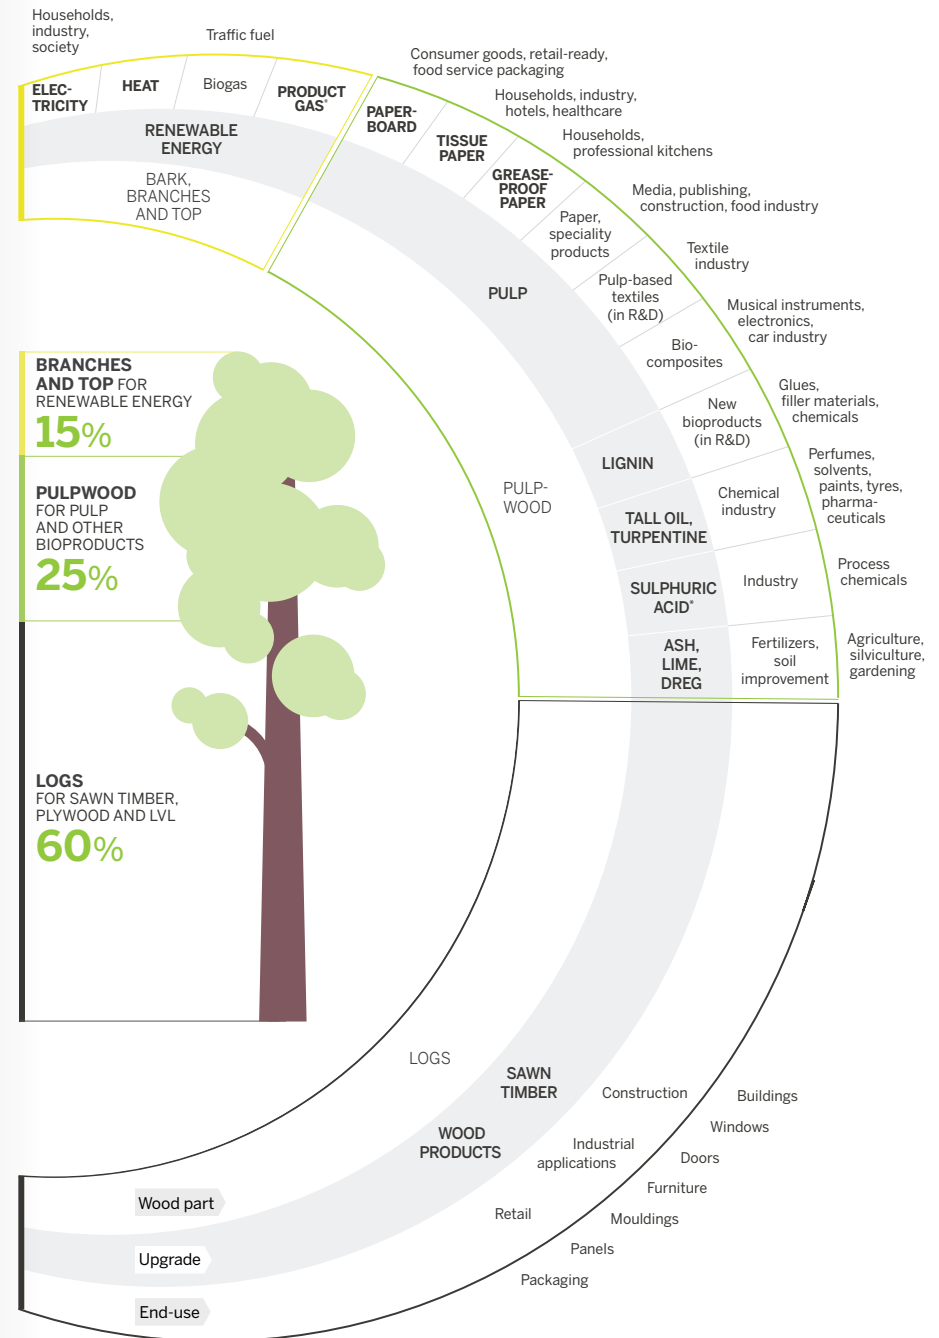 Households,
industry,
society
Traffic fuel
ELEC-
TRICITY
HEAT
Biogas
PRODUCT
GAS*
RENEWABLE
ENERGY
BARK,
BRANCHES
AND TOP
Consumer goods, retail-ready,
food service packaging
Households, industry,
hotels, healthcare
Households,
professional kitchens
Media, publishing,
construction, food industry
Textile
industry
Musical instruments,
electronics,
car industry
Glues,
filler materials,
chemicals
Perfumes,
solvents,
paints, tyres,
pharma-
ceuticals
Process
chemicals
Agriculture,
silviculture,
gardening
PAPER-
BOARD
TISSUE
PAPER
GREASE-
PROOF
PAPER
Paper,
speciality
products
Pulp-based
textiles
(in R&D)
Bio-
composites
New
bioproducts
(in R&D)
Chemical
industry
Industry
Fertilizers,
soil
improvement
PULP
LIGNIN
TALL OIL,
TURPENTINE
SULPHURIC
ACID*
ASH,
LIME,
DREG
PULP-
WOOD
BRANCHES
AND TOP FOR
RENEWABLE ENERGY
15%
PULPWOOD
FOR PULP
AND OTHER
BIOPRODUCTS
25%
LOGS
FOR SAWN TIMBER,
PLYWOOD AND LVL
60%
LOGS
SAWN
TIMBER
WOOD
PRODUCTS
Construction
Industrial
applications
Retail
Buildings
Windows
Doors
Furniture
Mouldings
Panels
Packaging
Wood part
Upgrade
End-use